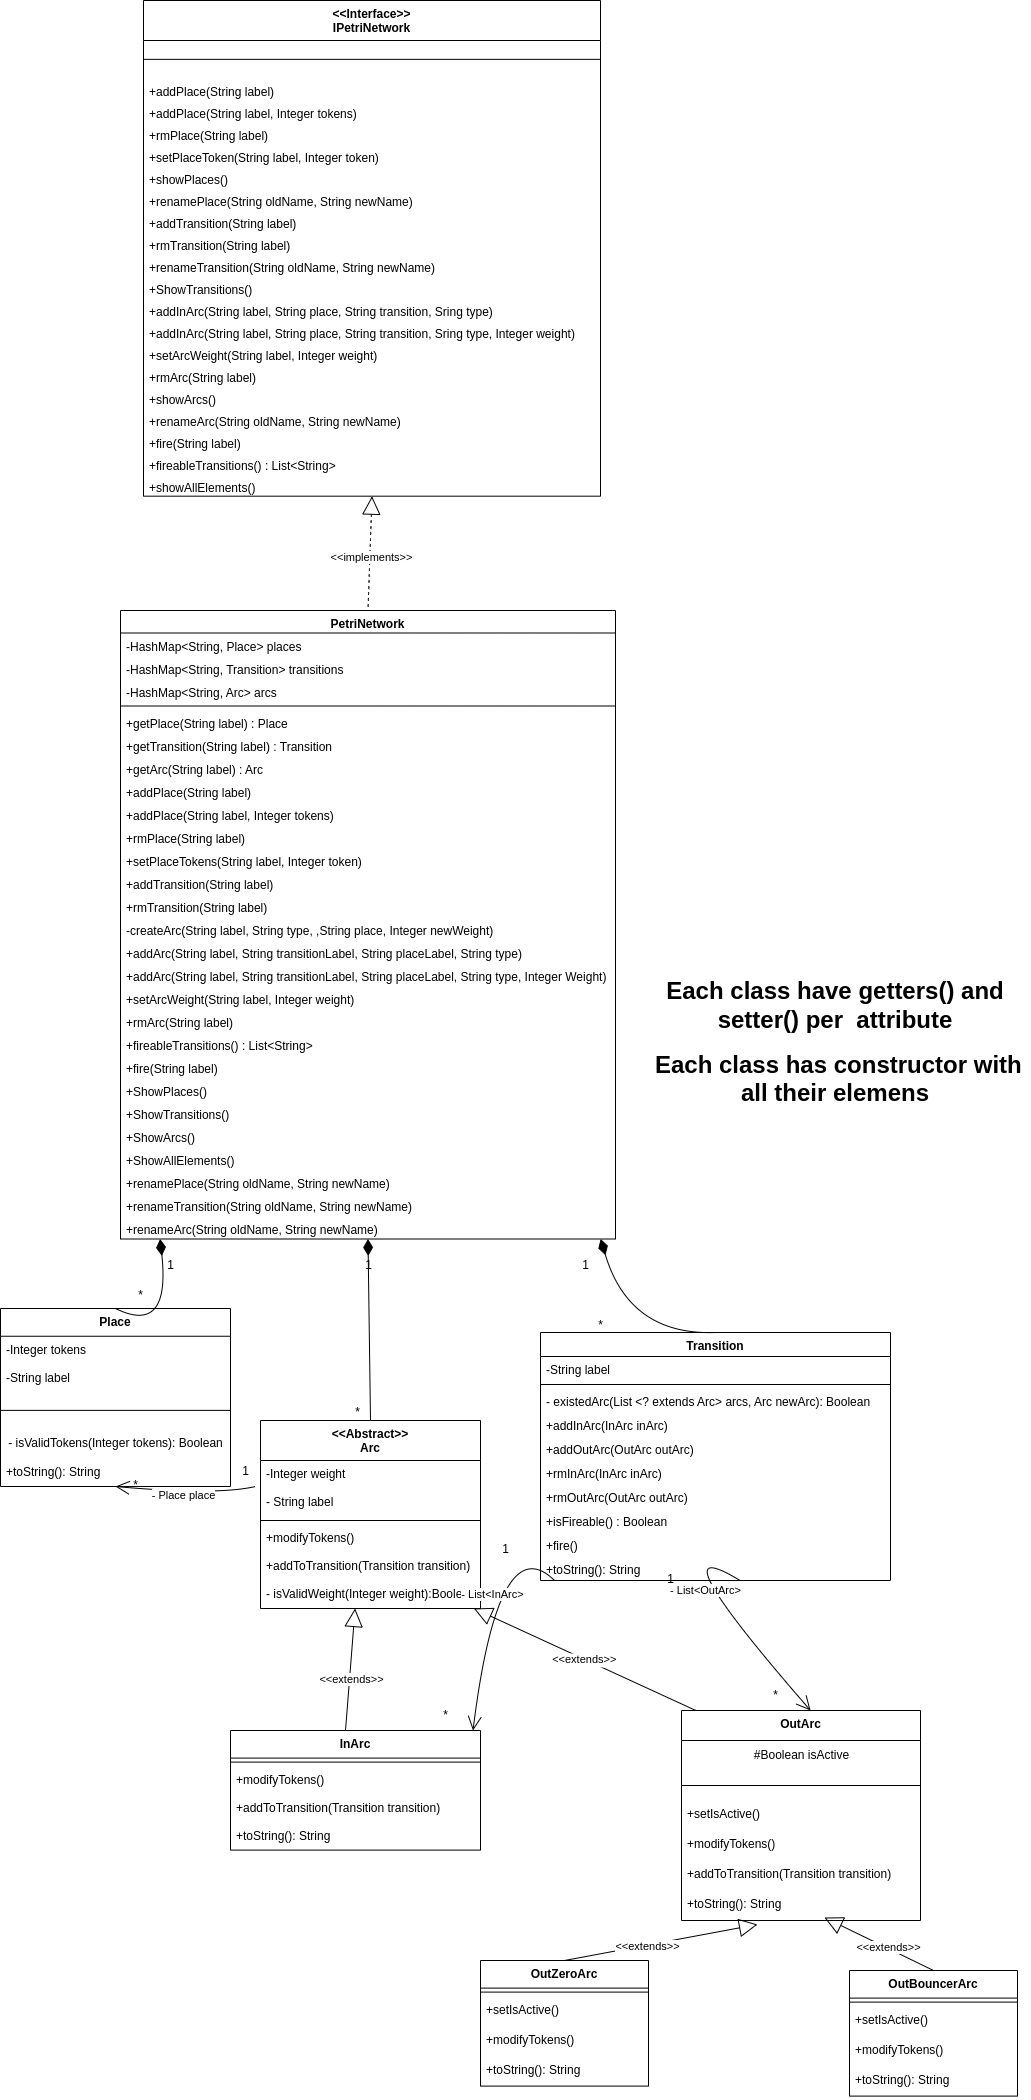 <<Interface>>
IPetriNetwork
+addPlace(String label)
+addPlace(String label, Integer tokens)
+rmPlace(String label)
+setPlaceToken(String label, Integer token)
+showPlaces()
+renamePlace(String oldName, String newName)
+addTransition(String label)
+rmTransition(String label)
+renameTransition(String oldName, String newName)
+ShowTransitions()
+addInArc(String label, String place, String transition, Sring type)
+addInArc(String label, String place, String transition, Sring type, Integer weight)
+setArcWeight(String label, Integer weight)
+rmArc(String label)
+showArcs()
+renameArc(String oldName, String newName)
+fire(String label)
+fireableTransitions() : List<String>
+showAllElements()
<<implements>>
PetriNetwork
-HashMap<String, Place> places
-HashMap<String, Transition> transitions
-HashMap<String, Arc> arcs
+getPlace(String label) : Place
+getTransition(String label) : Transition
+getArc(String label) : Arc
+addPlace(String label)
+addPlace(String label, Integer tokens)
+rmPlace(String label)
+setPlaceTokens(String label, Integer token)
+addTransition(String label)
+rmTransition(String label)
-createArc(String label, String type, ,String place, Integer newWeight)
+addArc(String label, String transitionLabel, String placeLabel, String type)
+addArc(String label, String transitionLabel, String placeLabel, String type, Integer Weight)
+setArcWeight(String label, Integer weight)
+rmArc(String label)
+fireableTransitions() : List<String>
+fire(String label)
+ShowPlaces()
+ShowTransitions()
+ShowArcs()
+ShowAllElements()
+renamePlace(String oldName, String newName)
+renameTransition(String oldName, String newName)
+renameArc(String oldName, String newName)
Each class have getters() and
setter() per  attribute
Each class has constructor with
all their elemens
1
1
1
*
*
*
Place
-Integer tokens
-String label
- isValidTokens(Integer tokens): Boolean
+toString(): String
*
- Place place
1
<<Abstract>>
Arc
-Integer weight
- String label
+modifyTokens()
+addToTransition(Transition transition)
- isValidWeight(Integer weight):Boole
Transition
-String label
- existedArc(List <? extends Arc> arcs, Arc newArc): Boolean
+addInArc(InArc inArc)
+addOutArc(OutArc outArc)
+rmInArc(InArc inArc)
+rmOutArc(OutArc outArc)
+isFireable() : Boolean
+fire()
+toString(): String
1
- List<InArc>
*
1
- List<OutArc>
*
<<extends>>
<<extends>>
InArc
+modifyTokens()
+addToTransition(Transition transition)
+toString(): String
OutArc
#Boolean isActive
+setIsActive()
+modifyTokens()
+addToTransition(Transition transition)
+toString(): String
<<extends>>
<<extends>>
OutZeroArc
+setIsActive()
+modifyTokens()
+toString(): String
OutBouncerArc
+setIsActive()
+modifyTokens()
+toString(): String